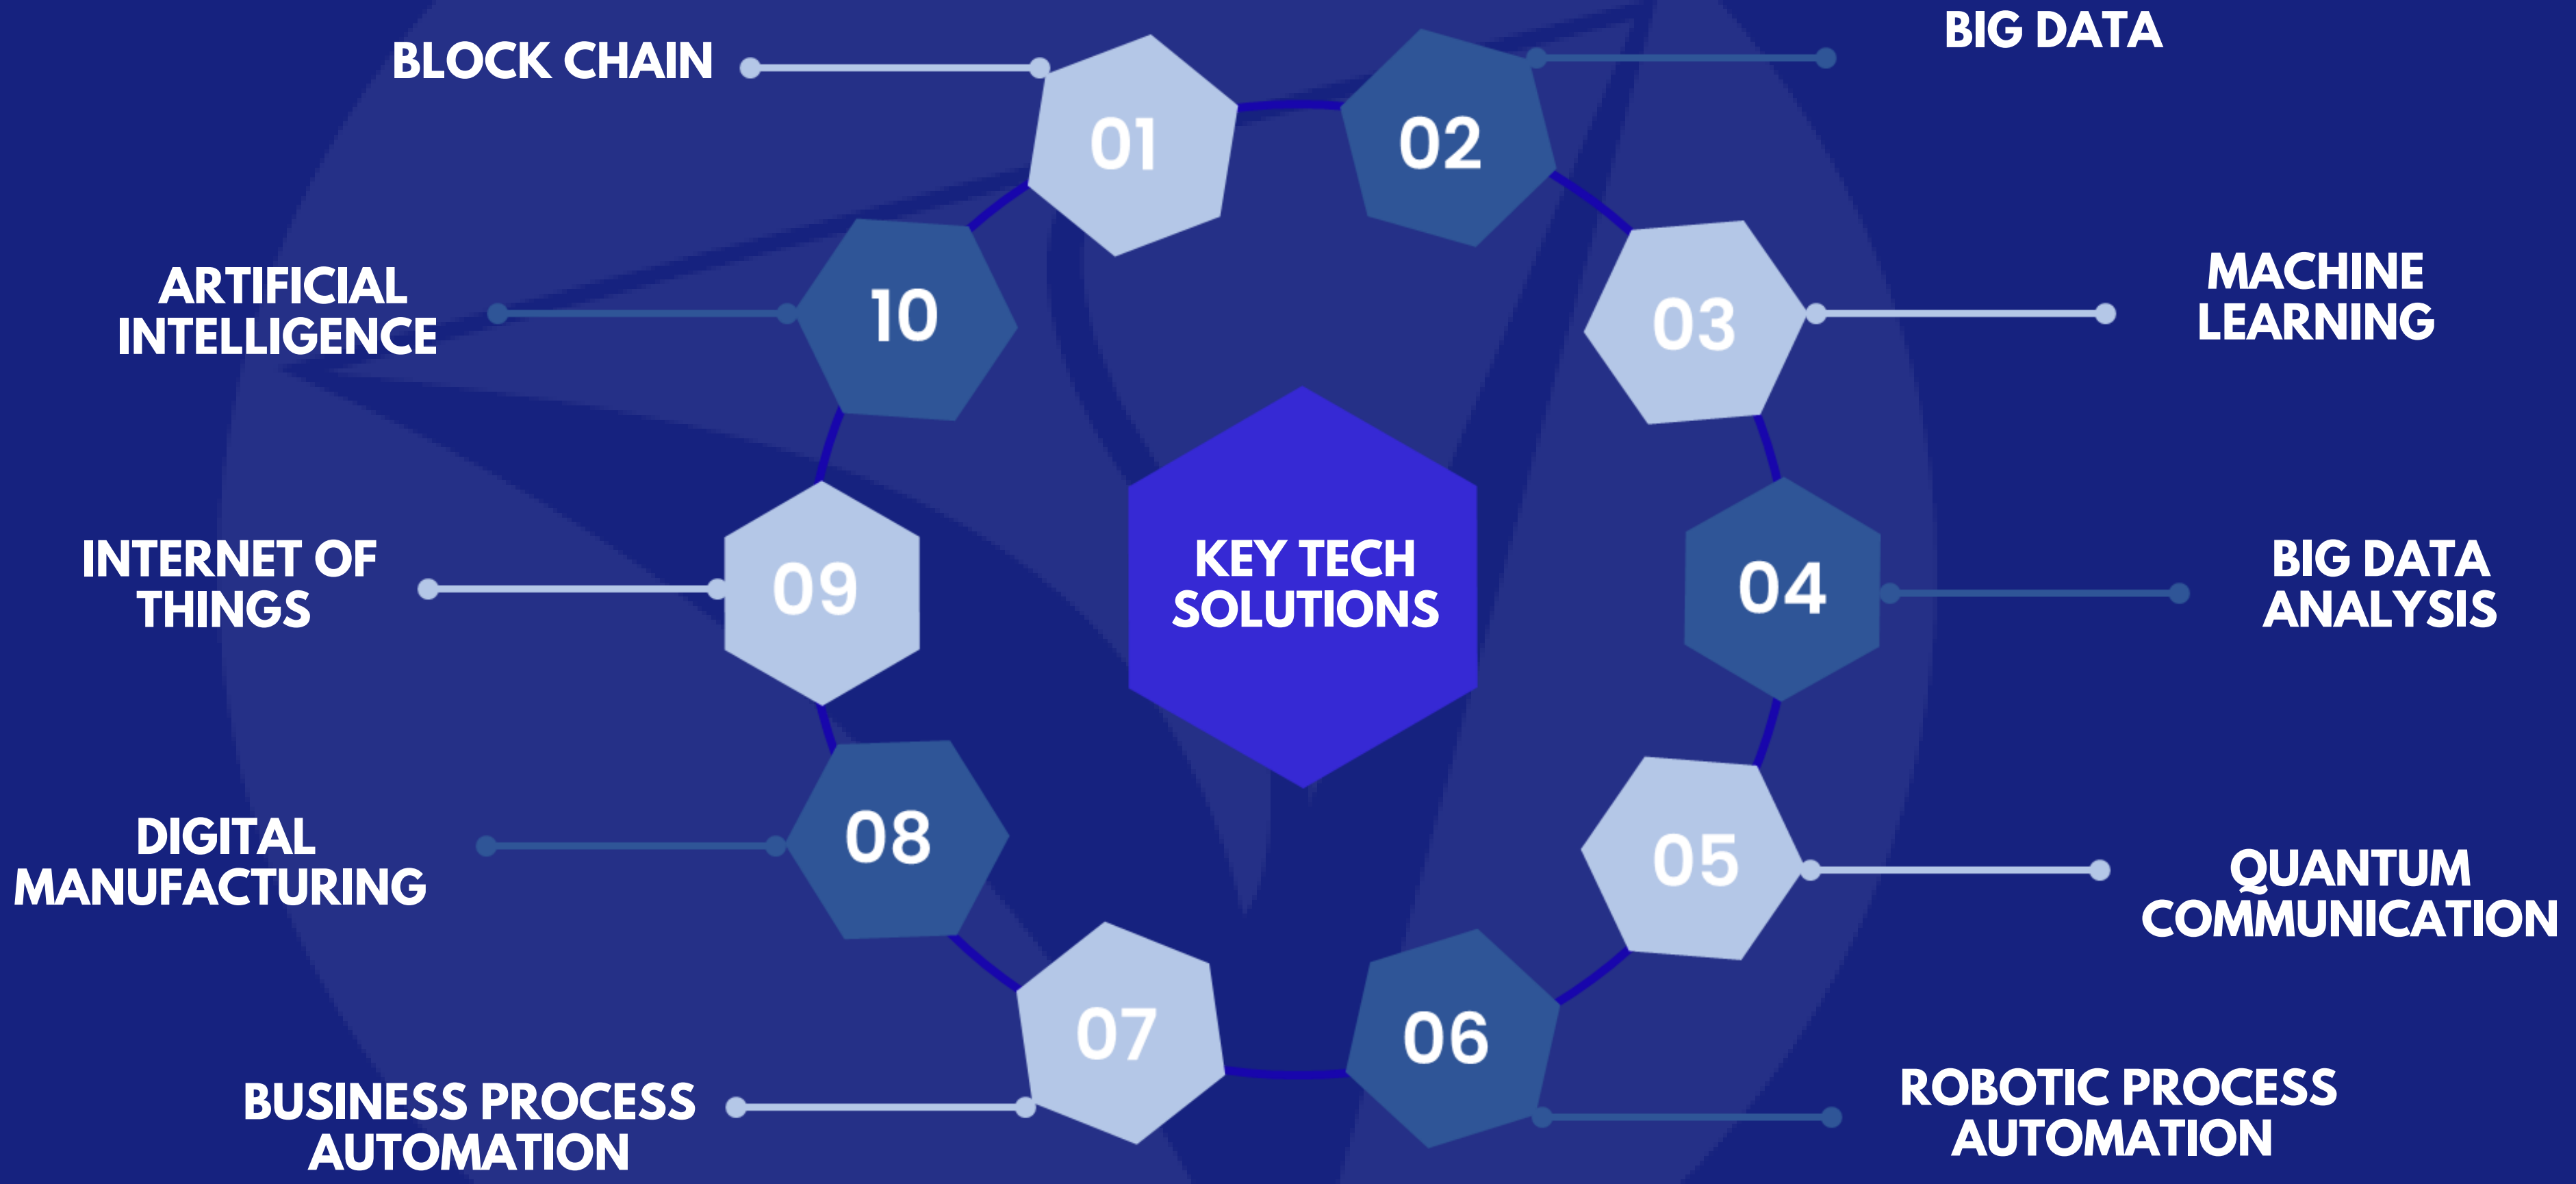 BLOCK CHAIN
01
02
BIG DATA
ARTIFICIAL
INTELLIGENCE
10
03
MACHINE
LEARNING
INTERNET OF
THINGS
09
KEY TECH
SOLUTIONS
04
BIG DATA
ANALYSIS
DIGITAL
MANUFACTURING
08
05
QUANTUM
COMMUNICATION
BUSINESS PROCESS
AUTOMATION
07
06
ROBOTIC PROCESS
AUTOMATION